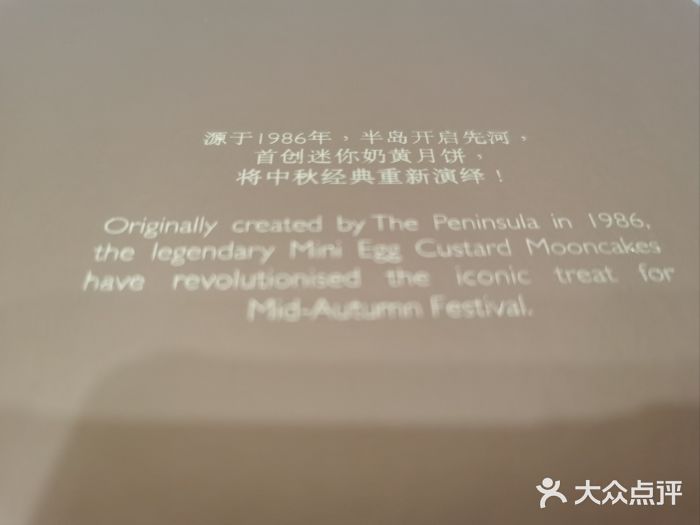 源于1986年，半岛开启先河，
首创迷你奶黄月饼，
将中秋经典重新演绎！
Originally created by The Peninsula in 1986,
the legendary Mini Egg Custard Mooncakes
have revolutionised the iconic treat for
Mid-Autumn Festival.
大众点评